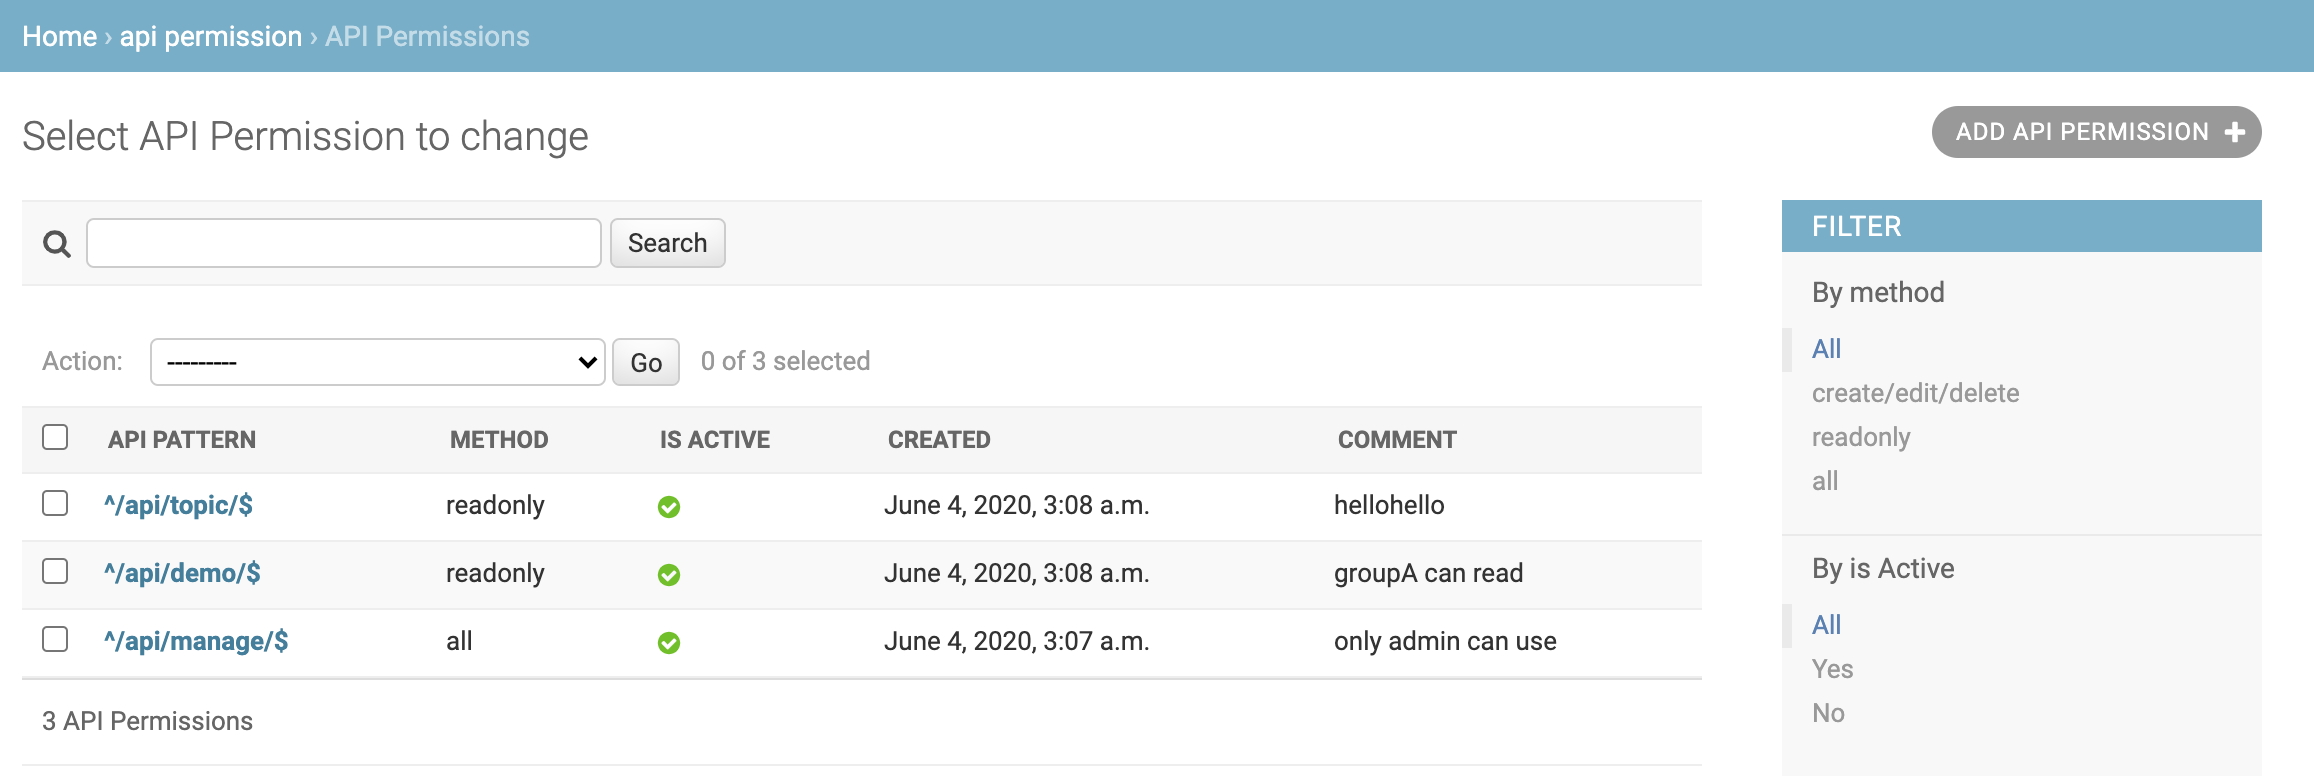 Home › api permission › API Permissions
Select API Permission to change
ADD API PERMISSION +
Search
Action: --------- Go 0 of 3 selected
API PATTERN METHOD IS ACTIVE CREATED COMMENT
^/api/topic/$ readonly June 4, 2020, 3:08 a.m. hellohello
^/api/demo/$ readonly June 4, 2020, 3:08 a.m. groupA can read
^/api/manage/$ all June 4, 2020, 3:07 a.m. only admin can use
3 API Permissions
FILTER
By method
All
create/edit/delete
readonly
all
By is Active
All
Yes
No